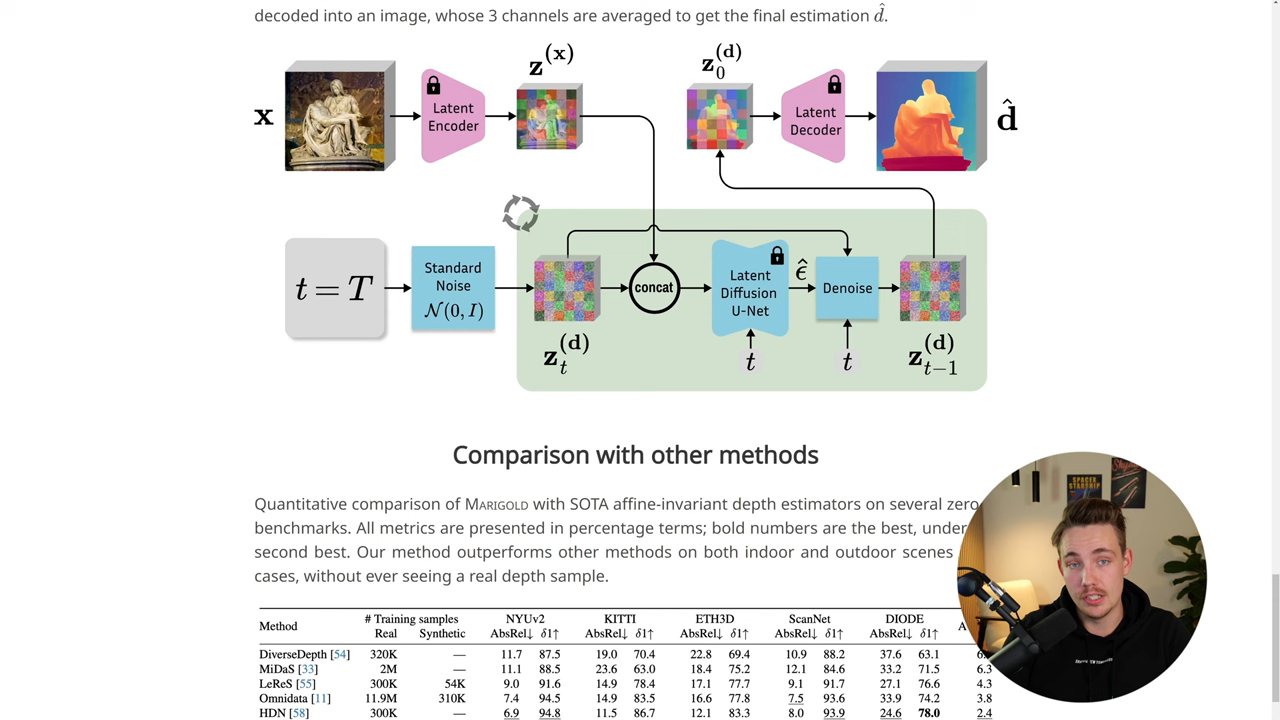 decoded into an image, whose 3 channels are averaged to get the final estimation d̂.
x
Latent Encoder
z^(x)
z_0^(d)
Latent Decoder
d̂
t = T
Standard Noise N(0, I)
z_t^(d)
concat
Latent Diffusion U-Net
t
ε̂
Denoise
t
z_{t−1}^(d)
Comparison with other methods
Quantitative comparison of MARIGOLD with SOTA affine-invariant depth estimators on several zero
benchmarks. All metrics are presented in percentage terms; bold numbers are the best, under
second best. Our method outperforms other methods on both indoor and outdoor scenes
cases, without ever seeing a real depth sample.
Method # Training samples NYUv2 KITTI ETH3D ScanNet DIODE
Real Synthetic AbsRel↓ δ1↑ AbsRel↓ δ1↑ AbsRel↓ δ1↑ AbsRel↓ δ1↑ AbsRel↓ δ1↑ A
DiverseDepth [54] 320K — 11.7 87.5 19.0 70.4 22.8 69.4 10.9 88.2 37.6 63.1
MiDaS [33] 2M — 11.1 88.5 23.6 63.0 18.4 75.2 12.1 84.6 33.2 71.5 6.3
LeReS [55] 300K 54K 9.0 91.6 14.9 78.4 17.1 77.7 9.1 91.7 27.1 76.6 4.3
Omnidata [11] 11.9M 310K 7.4 94.5 14.9 83.5 16.6 77.8 7.5 93.6 33.9 74.2 3.8
HDN [58] 300K — 6.9 94.8 11.5 86.7 12.1 83.3 8.0 93.9 24.6 78.0 2.4